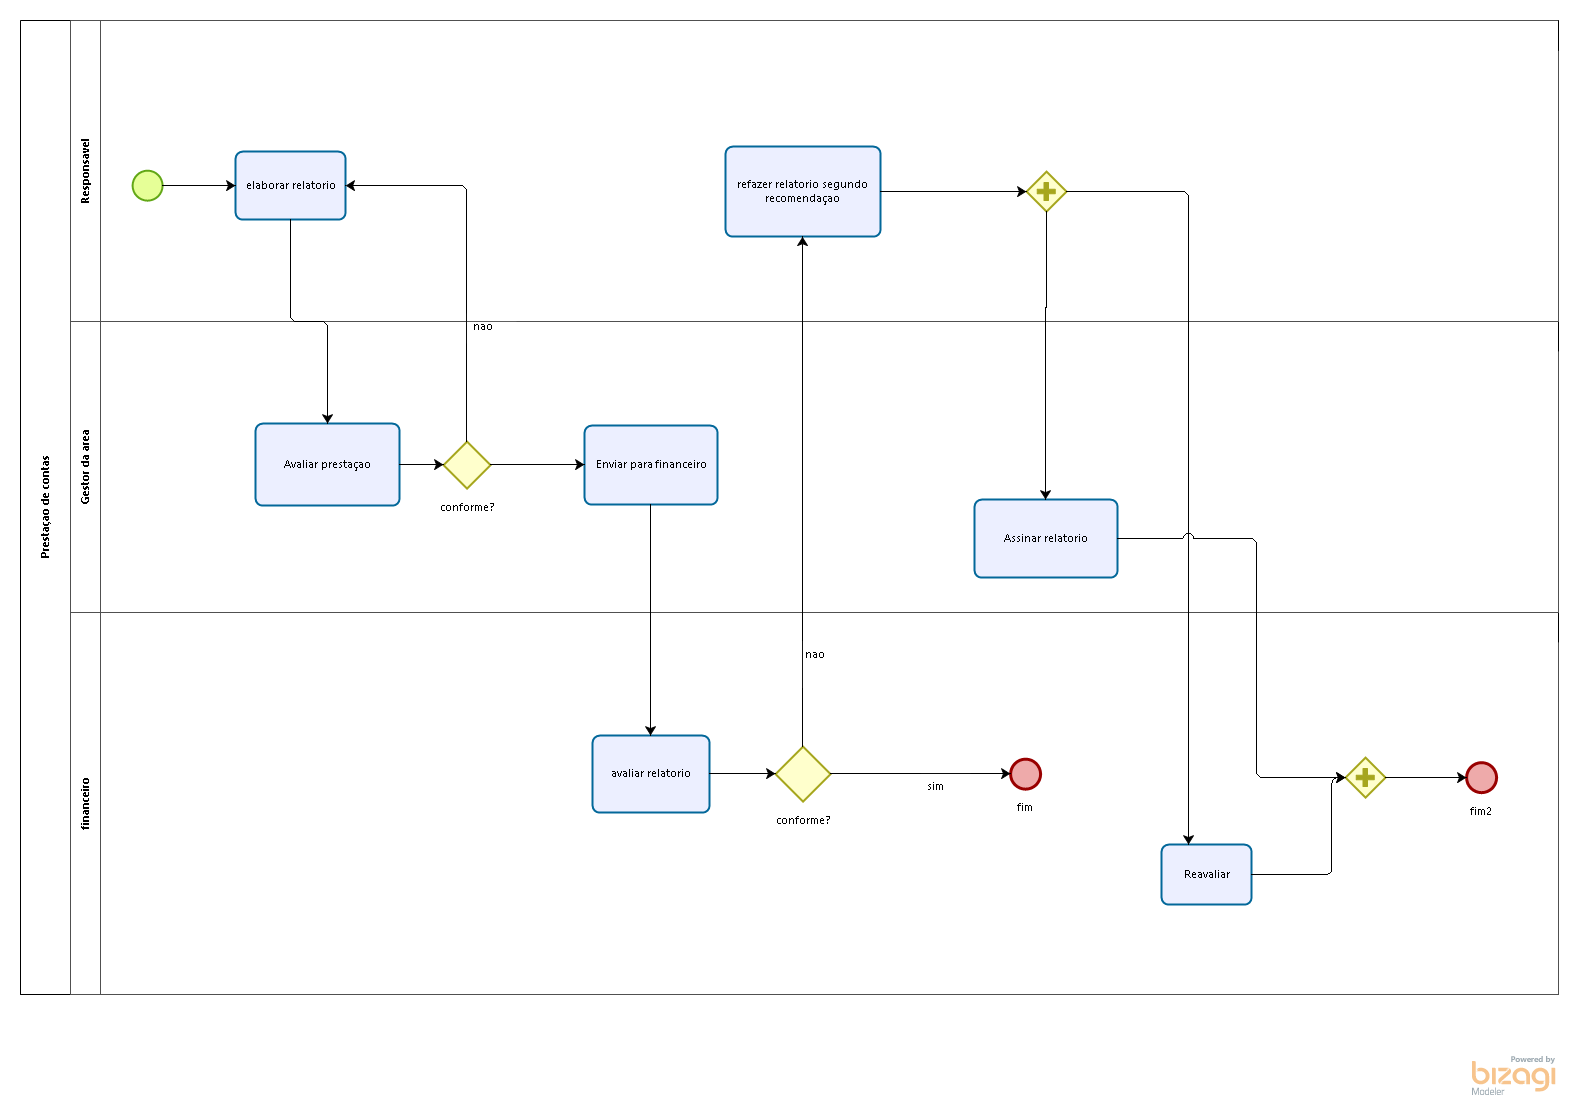 Prestaçao de contas
Responsavel
elaborar relatorio
refazer relatorio segundo
recomendaçao
nao
Gestor da area
Avaliar prestaçao
conforme?
Enviar para financeiro
Assinar relatorio
financeiro
nao
avaliar relatorio
conforme?
sim
fim
fim2
Reavaliar
Powered by
bizagi
Modeler